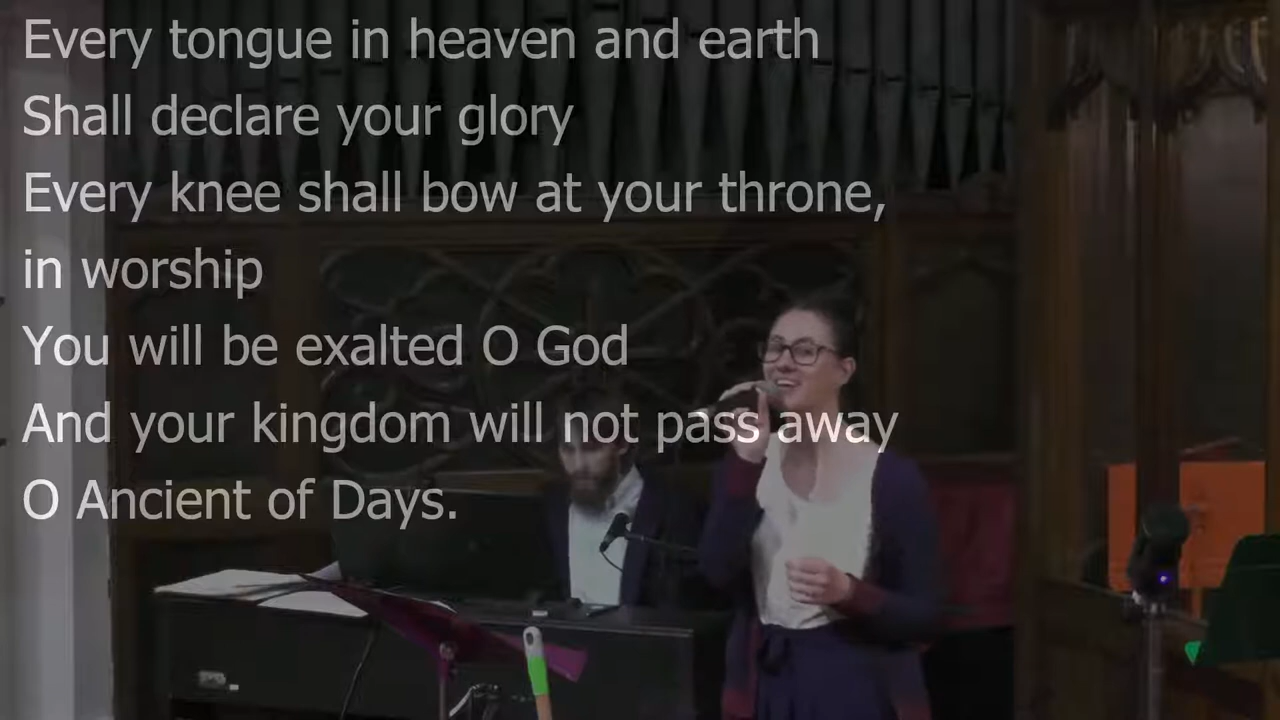 Every tongue in heaven and earth
Shall declare your glory
Every knee shall bow at your throne,
in worship
You will be exalted O God
And your kingdom will not pass away
O Ancient of Days.